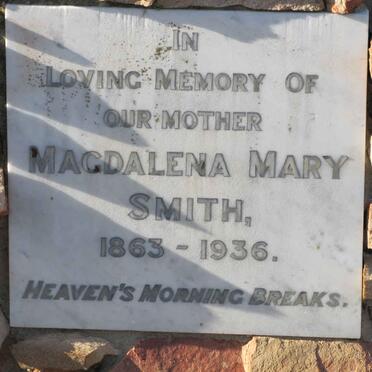 IN
LOVING MEMORY OF
OUR MOTHER
MAGDALENA MARY
SMITH,
1863 - 1936.
HEAVEN'S MORNING BREAKS.